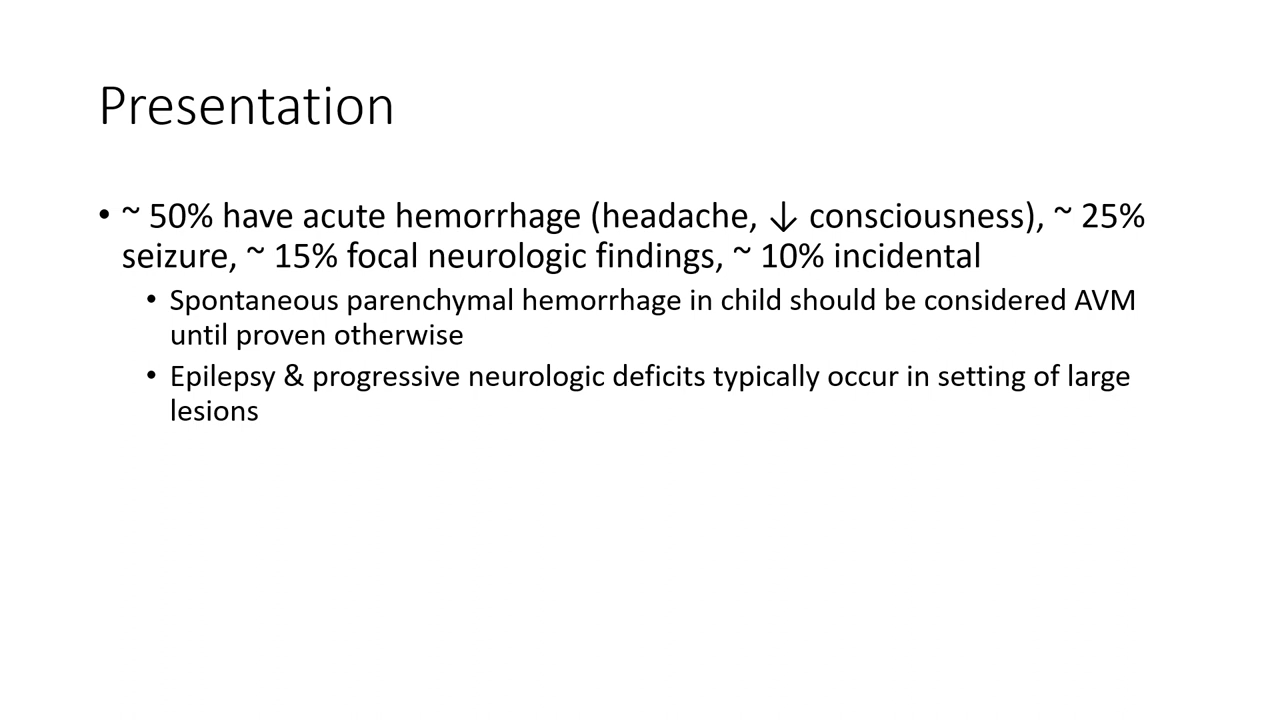 Presentation
• ~ 50% have acute hemorrhage (headache, ↓ consciousness), ~ 25%
seizure, ~ 15% focal neurologic findings, ~ 10% incidental
• Spontaneous parenchymal hemorrhage in child should be considered AVM
until proven otherwise
• Epilepsy & progressive neurologic deficits typically occur in setting of large
lesions